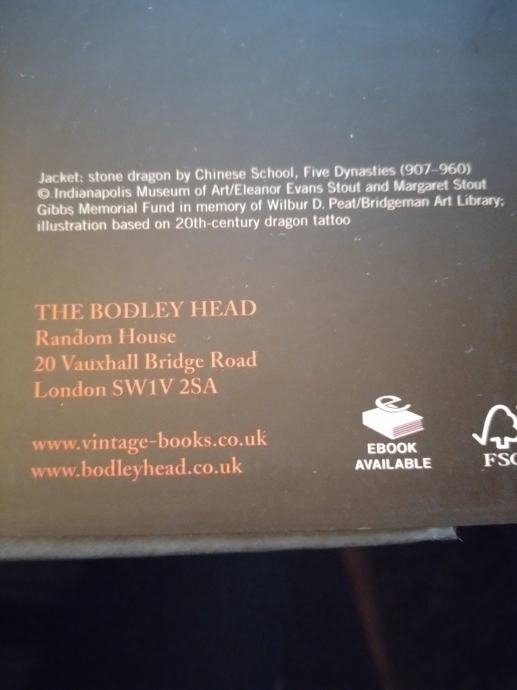 Jacket: stone dragon by Chinese School, Five Dynasties (907–960)
© Indianapolis Museum of Art/Eleanor Evans Stout and Margaret Stout
Gibbs Memorial Fund in memory of Wilbur D. Peat/Bridgeman Art Library;
illustration based on 20th-century dragon tattoo
THE BODLEY HEAD
Random House
20 Vauxhall Bridge Road
London SW1V 2SA
www.vintage-books.co.uk
www.bodleyhead.co.uk
e
EBOOK
AVAILABLE
FSC